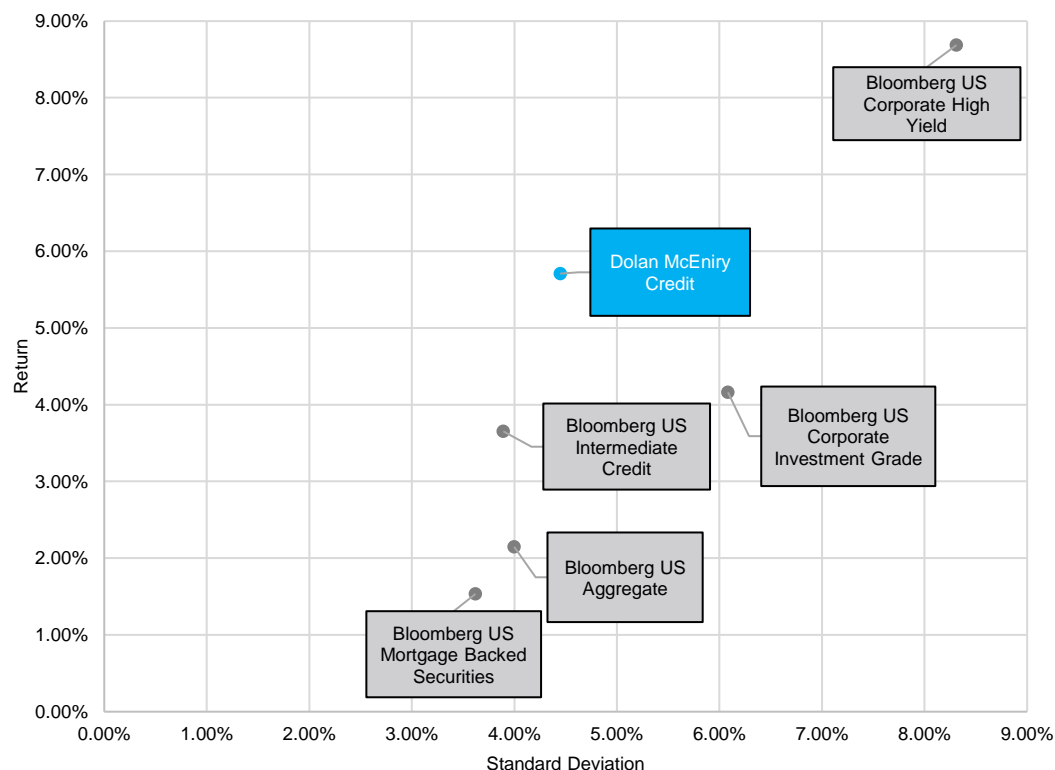 9.00%
8.00%
7.00%
6.00%
5.00%
4.00%
3.00%
2.00%
1.00%
0.00%
Return
Bloomberg US
Corporate High
Yield
Dolan McEniry
Credit
Bloomberg US
Corporate
Investment Grade
Bloomberg US
Intermediate
Credit
Bloomberg US
Aggregate
Bloomberg US
Mortgage Backed
Securities
0.00% 1.00% 2.00% 3.00% 4.00% 5.00% 6.00% 7.00% 8.00% 9.00%
Standard Deviation